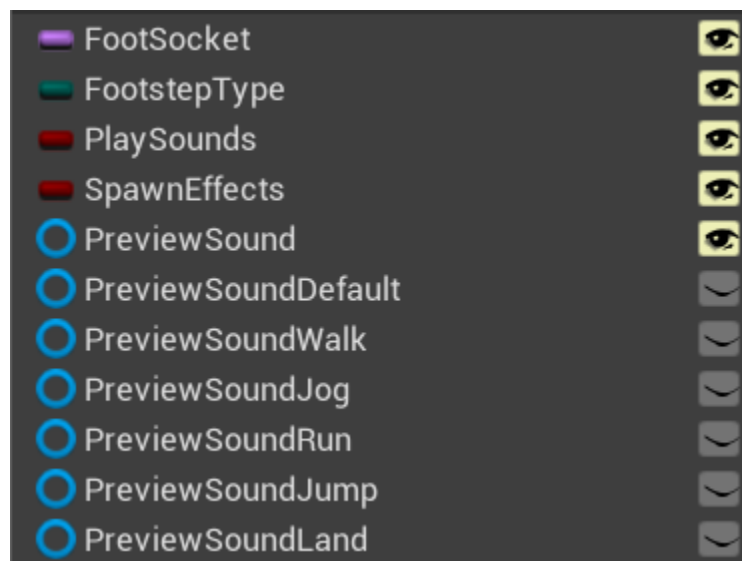 FootSocket
FootstepType
PlaySounds
SpawnEffects
PreviewSound
PreviewSoundDefault
PreviewSoundWalk
PreviewSoundJog
PreviewSoundRun
PreviewSoundJump
PreviewSoundLand